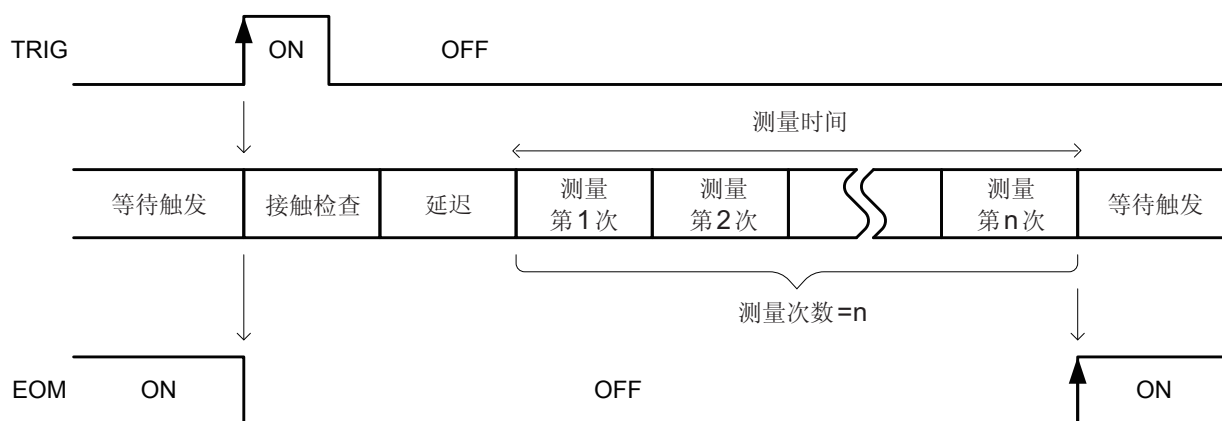 TRIG
ON
OFF
测量时间
等待触发
接触检查
延迟
测量
第1次
测量
第2次
测量
第n次
等待触发
测量次数=n
EOM
ON
OFF
ON